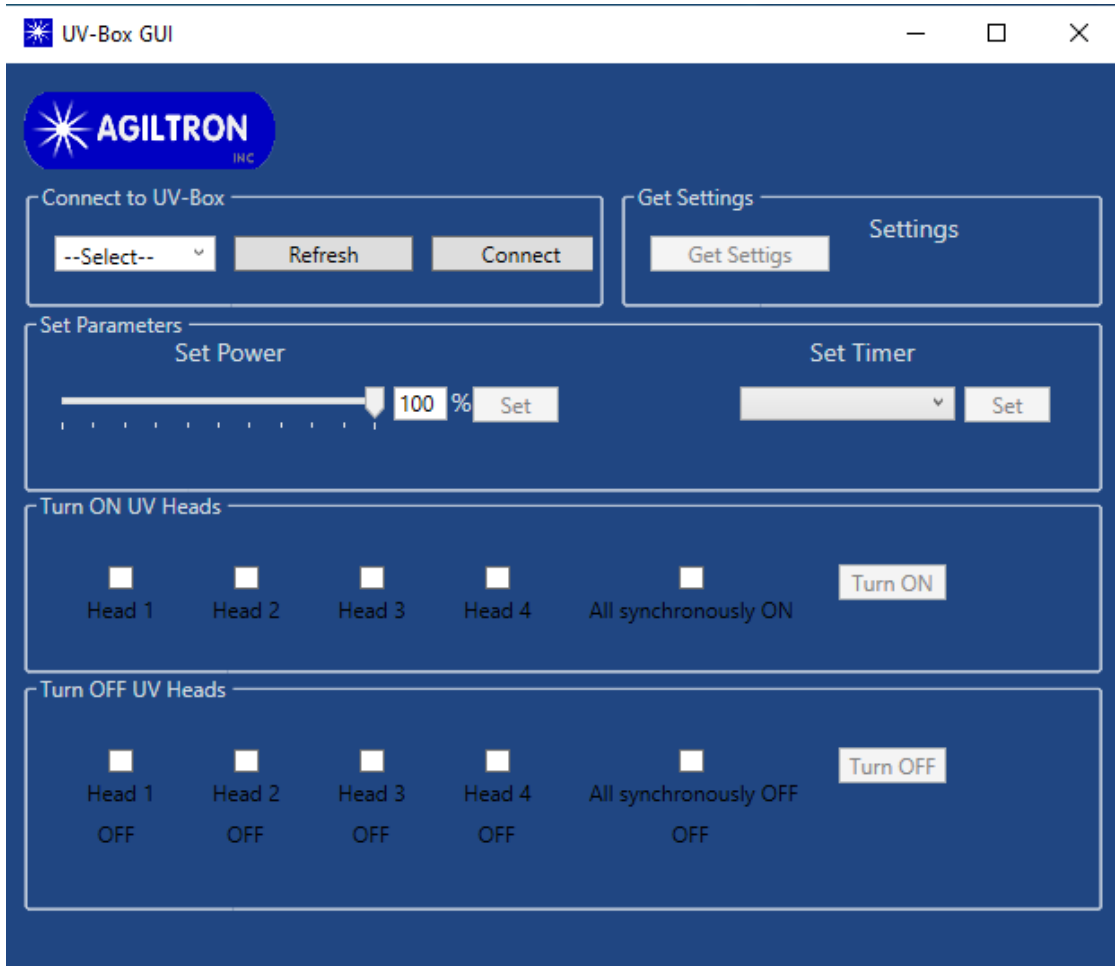 UV-Box GUI
AGILTRON
INC
Connect to UV-Box
--Select-- Refresh Connect
Get Settings
Settings
Get Settigs
Set Parameters
Set Power
100 % Set
Set Timer
Set
Turn ON UV Heads
Turn ON
Head 1 Head 2 Head 3 Head 4 All synchronously ON
Turn OFF UV Heads
Turn OFF
Head 1 Head 2 Head 3 Head 4 All synchronously OFF
OFF OFF OFF OFF OFF